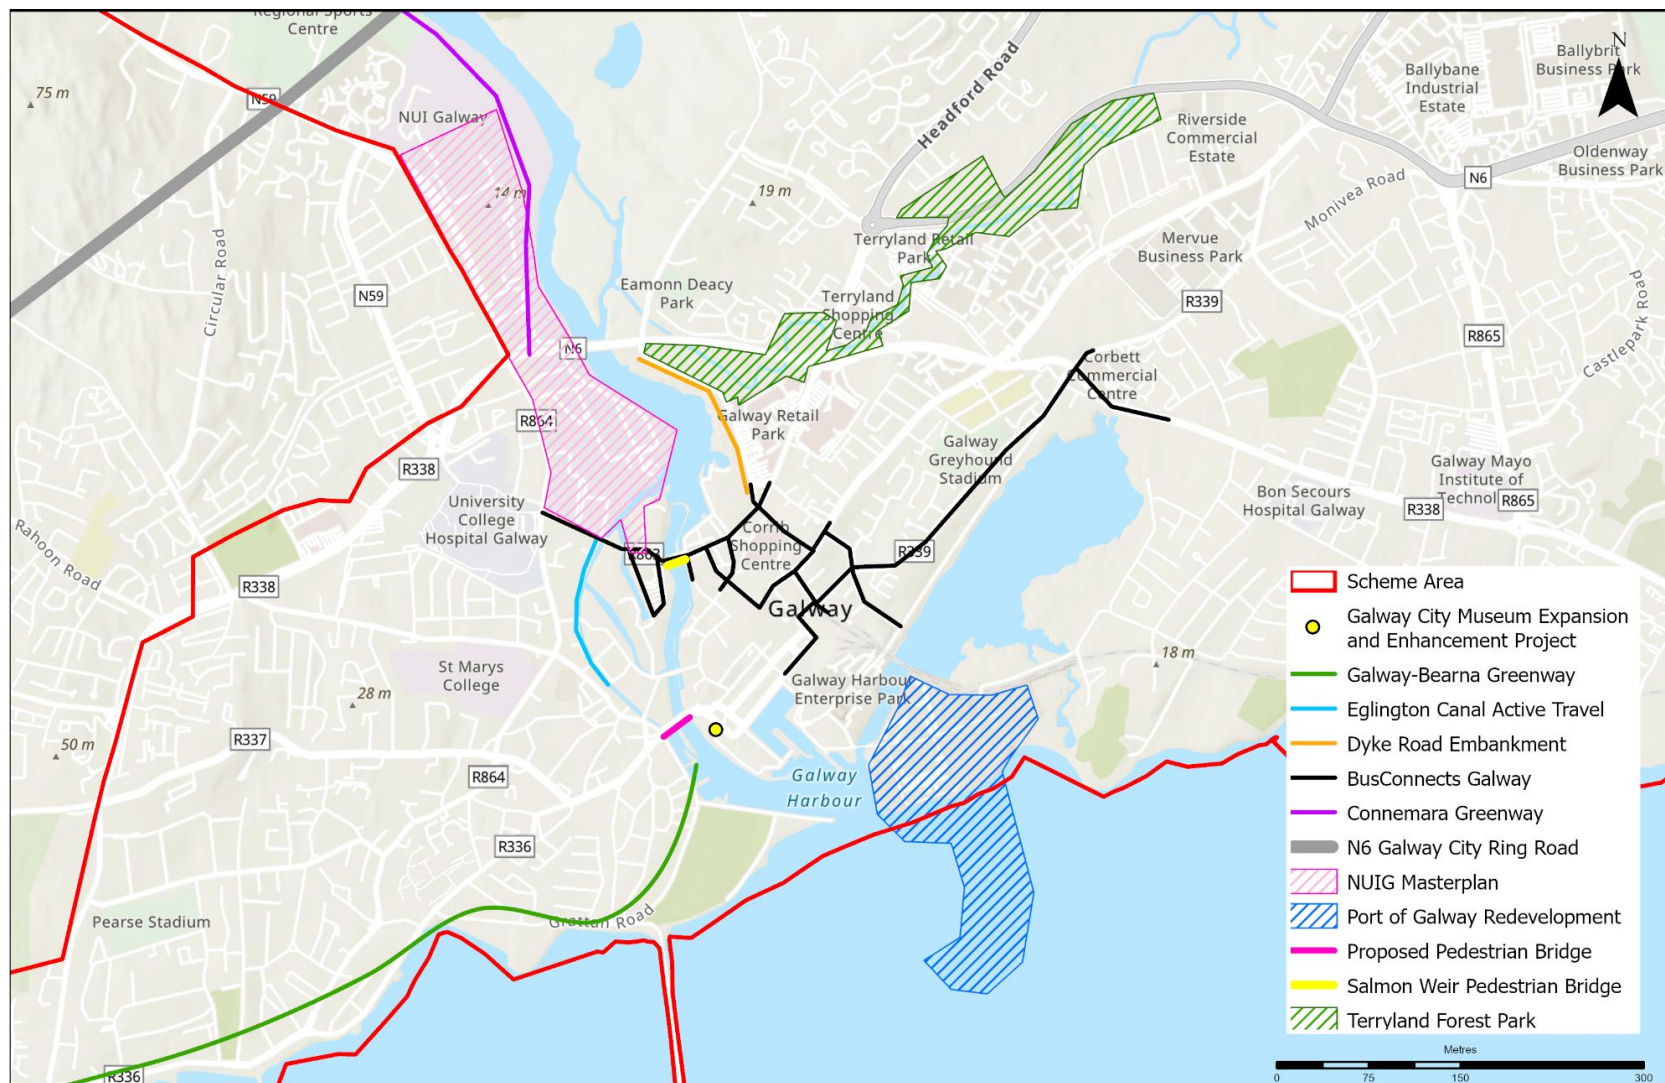 Regional Sports
Centre
N
Ballybrit
Business Park
Ballybane
Industrial
Estate
75 m
N59
NUI Galway
Headford Road
Riverside
Commercial
Estate
Oldenway
Business Park
N6
Monivea Road
14 m
19 m
Circular Road
Terryland Retail
Park
Mervue
Business Park
Eamonn Deacy
Park
N59
Terryland
Shopping
Centre
R339
Castlepark Road
R865
N6
Corbett
Commercial
Centre
R864
Galway Retail
Park
Galway
Greyhound
Stadium
R338
Galway Mayo
Institute of
Technol
R865
University
College
Hospital Galway
Bon Secours
Hospital Galway
R338
Rahoon Road
Corrib
Shopping
Centre
R863
R339
R338
Galway
St Marys
College
28 m
18 m
Galway Harbour
Enterprise Park
50 m
R337
R864
Galway
Harbour
R336
Pearse Stadium
Grattan Road
R336
Scheme Area
Galway City Museum Expansion
and Enhancement Project
Galway-Bearna Greenway
Eglington Canal Active Travel
Dyke Road Embankment
BusConnects Galway
Connemara Greenway
N6 Galway City Ring Road
NUIG Masterplan
Port of Galway Redevelopment
Proposed Pedestrian Bridge
Salmon Weir Pedestrian Bridge
Terryland Forest Park
Metres
0 75 150 300